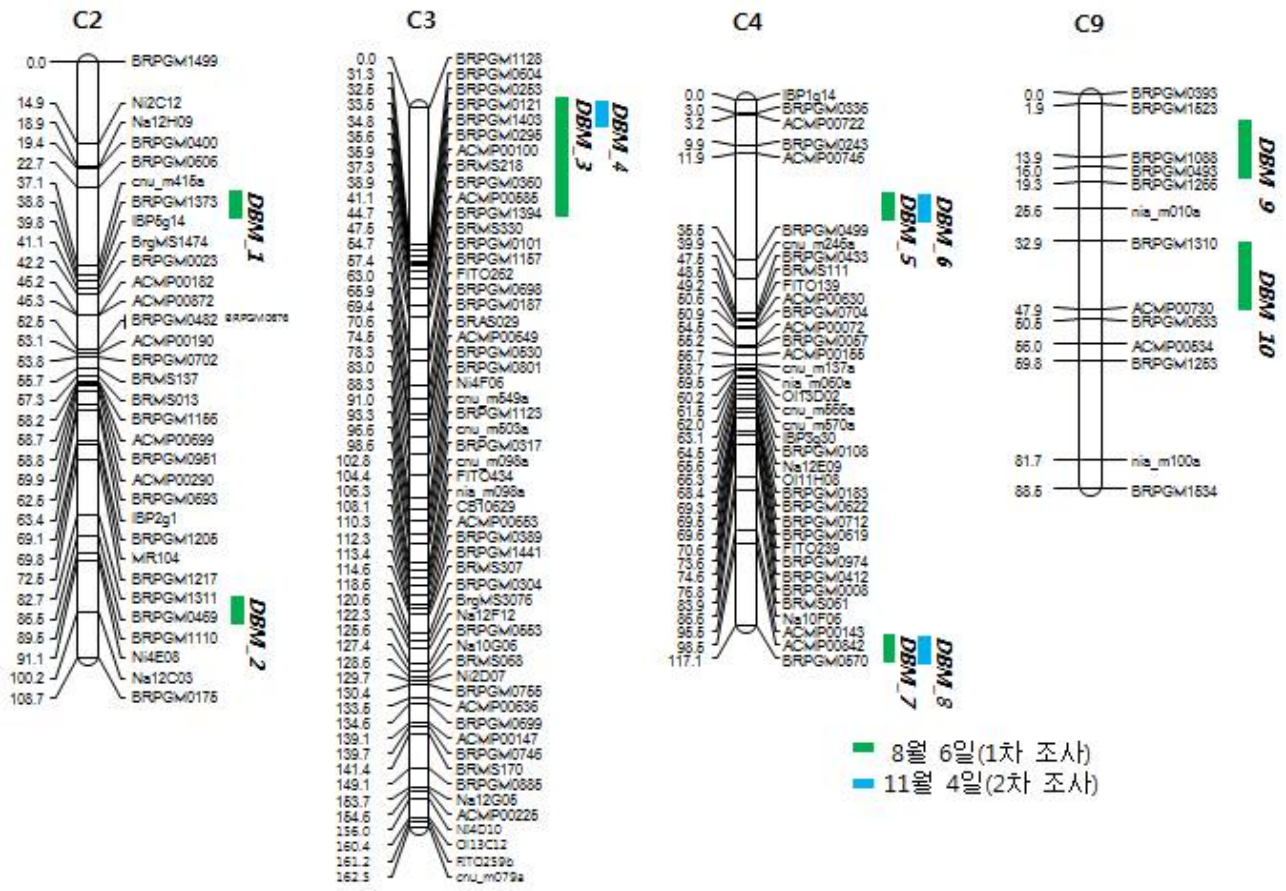 C2
0.0 BRPGM1499
14.9 Ni2C12
18.9 Na12H09
19.4 BRPGM0400
22.7 BRPGM0506
37.1 cnu_m415a
38.8 BRPGM1373
39.8 IBP5g14
41.1 BrgMS1474
42.2 BRPGM0023
45.2 ACMP00182
46.3 ACMP00872
52.5 BRPGM0482 BRPGM0676
53.1 ACMP00190
53.8 BRPGM0702
55.7 BRMS137
57.3 BRMS013
58.2 BRPGM1156
58.7 ACMP00699
58.8 BRPGM0951
59.9 ACMP00290
62.5 BRPGM0693
63.4 IBP2g1
69.1 BRPGM1205
69.8 MR104
72.5 BRPGM1217
82.7 BRPGM1311
86.5 BRPGM0469
89.5 BRPGM1110
91.1 Ni4E08
100.2 Na12C03
108.7 BRPGM0175
DBM_1
DBM_2
C3
0.0 BRPGM1128
31.3 BRPGM0604
32.5 BRPGM0253
33.5 BRPGM0121
34.8 BRPGM1403
35.6 BRPGM0295
36.9 ACMP00100
37.3 BRMS218
38.9 BRPGM0360
41.1 ACMP00585
44.7 BRPGM1394
47.5 BRMS330
54.7 BRPGM0101
57.4 BRPGM1157
63.0 FITO262
66.9 BRPGM0698
69.4 BRPGM0187
70.6 BRAS029
74.5 ACMP00649
78.3 BRPGM0530
83.0 BRPGM0801
88.3 Ni4F06
91.0 cnu_m549a
93.3 BRPGM1123
96.6 cnu_m503a
98.6 BRPGM0317
102.8 cnu_m098a
104.4 FITO434
106.3 nia_m098a
108.1 CB10629
110.3 ACMP00653
112.3 BRPGM0389
113.4 BRPGM1441
114.6 BRMS307
118.6 BRPGM0304
120.6 BrgMS3076
122.3 Na12F12
125.6 BRPGM0553
127.4 Na10G06
128.6 BRMS068
129.7 Ni2D07
130.4 BRPGM0755
133.5 ACMP00636
134.6 BRPGM0699
139.1 ACMP00147
139.7 BRPGM0746
141.4 BRMS170
149.1 BRPGM0885
153.7 Na12G05
154.6 ACMP00225
156.0 Ni4D10
160.4 Ol13C12
161.2 FITO259b
162.5 cnu_m079a
DBM_3
DBM_4
C4
0.0 IBP1g14
3.0 BRPGM0336
3.2 ACMP00722
9.9 BRPGM0243
11.9 ACMP00746
36.5 BRPGM0499
39.9 cnu_m246a
47.5 BRPGM0433
48.5 BRMS111
49.2 FITO139
50.6 ACMP00630
50.9 BRPGM0704
54.5 ACMP00072
55.2 BRPGM0057
56.7 ACMP00155
58.7 cnu_m137a
59.5 nia_m060a
60.2 Ol13D02
61.5 cnu_m566a
62.0 cnu_m570a
63.1 IBP3g30
64.5 BRPGM0108
65.6 Na12E09
66.3 Ol11H08
68.4 BRPGM0183
69.3 BRPGM0622
69.5 BRPGM0712
69.6 BRPGM0619
70.6 FITO239
73.6 BRPGM0974
74.6 BRPGM0412
76.8 BRPGM0008
83.9 BRMS061
86.6 Na10F06
95.5 ACMP00143
98.5 ACMP00842
117.1 BRPGM0570
DBM_5
DBM_6
DBM_7
DBM_8
C9
0.0 BRPGM0393
1.9 BRPGM1523
13.9 BRPGM1088
16.0 BRPGM0493
19.3 BRPGM1266
25.6 nia_m010a
32.9 BRPGM1310
47.9 ACMP00730
50.5 BRPGM0633
56.0 ACMP00534
59.8 BRPGM1253
81.7 nia_m100a
88.5 BRPGM1534
DBM_9
DBM_10
8월 6일(1차 조사)
11월 4일(2차 조사)